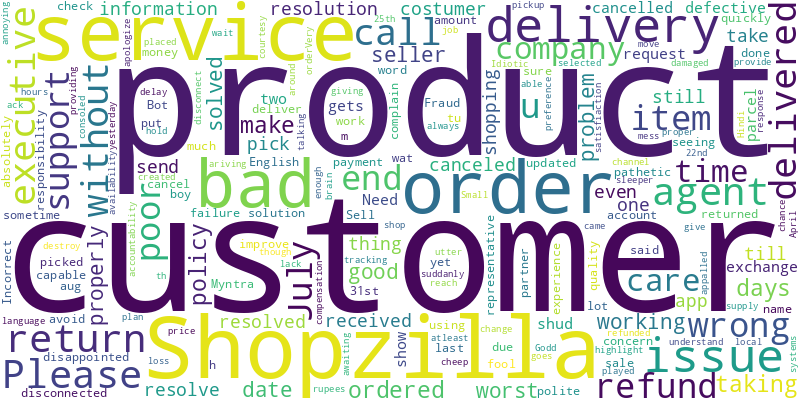 check information resolution costumer cancelled defective
annoying courtesy 25th amount job pickup
service call delivery delivered
apologize placed money wait seller company quickly take
executive support without product
delay Bot put hours ack providing consoled
solved disconnect orderVery around word request move done provide damaged
deliver two gets work Fraud tu always complain
Idiotic sure able selected preference satisfiaction
shopping u item problem still parcel response
absolutely responsibility availability yesterday hold make m talking giving
much pick English payment wat canceled updated seeing 22nd mess proper Hindi
send bad end order agent time
cancel created boy ariving enough brain Need Small pathetic channel sleeper even one account returned
sometime poor failure solution Sell shop
customer
Incorrect destroy picked capable aug properly accountability th
policy improve though lack Myntra July compensation thing good 31st tracking
yet suddanly reach utter partner representative came experience quality
care said lot app till exchange days name
give chance April appalled supply
language plan avoid resolved received using atleast last change due Godd
return disappointed price loss Shopzilla show awaiting
shud fool goes cheep working concern highlight sale played refunded wrong
understand local issue systems
Please disconnected resolve h date rupees ordered worst polite refund taking